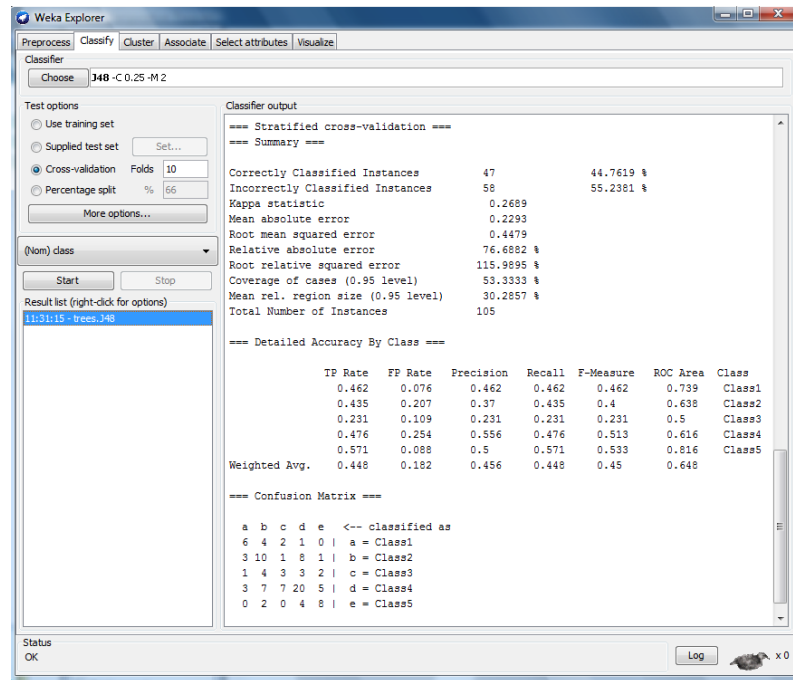 Weka Explorer
Preprocess Classify Cluster Associate Select attributes Visualize
Classifier
Choose J48 -C 0.25 -M 2
Test options
Use training set
Supplied test set Set...
Cross-validation Folds 10
Percentage split % 66
More options...
(Nom) class
Start Stop
Result list (right-click for options)
11:31:15 - trees.J48
Classifier output
=== Stratified cross-validation ===
=== Summary ===
Correctly Classified Instances 47 44.7619 %
Incorrectly Classified Instances 58 55.2381 %
Kappa statistic 0.2689
Mean absolute error 0.2293
Root mean squared error 0.4479
Relative absolute error 76.6882 %
Root relative squared error 115.9895 %
Coverage of cases (0.95 level) 53.3333 %
Mean rel. region size (0.95 level) 30.2857 %
Total Number of Instances 105
=== Detailed Accuracy By Class ===
TP Rate FP Rate Precision Recall F-Measure ROC Area Class
0.462 0.076 0.462 0.462 0.462 0.739 Class1
0.435 0.207 0.37 0.435 0.4 0.638 Class2
0.231 0.109 0.231 0.231 0.231 0.5 Class3
0.476 0.254 0.556 0.476 0.513 0.616 Class4
0.571 0.088 0.5 0.571 0.533 0.816 Class5
Weighted Avg. 0.448 0.182 0.456 0.448 0.45 0.648
=== Confusion Matrix ===
a b c d e <-- classified as
6 4 2 1 0 | a = Class1
3 10 1 8 1 | b = Class2
1 4 3 3 2 | c = Class3
3 7 7 20 5 | d = Class4
0 2 0 4 8 | e = Class5
Status
OK
Log x 0